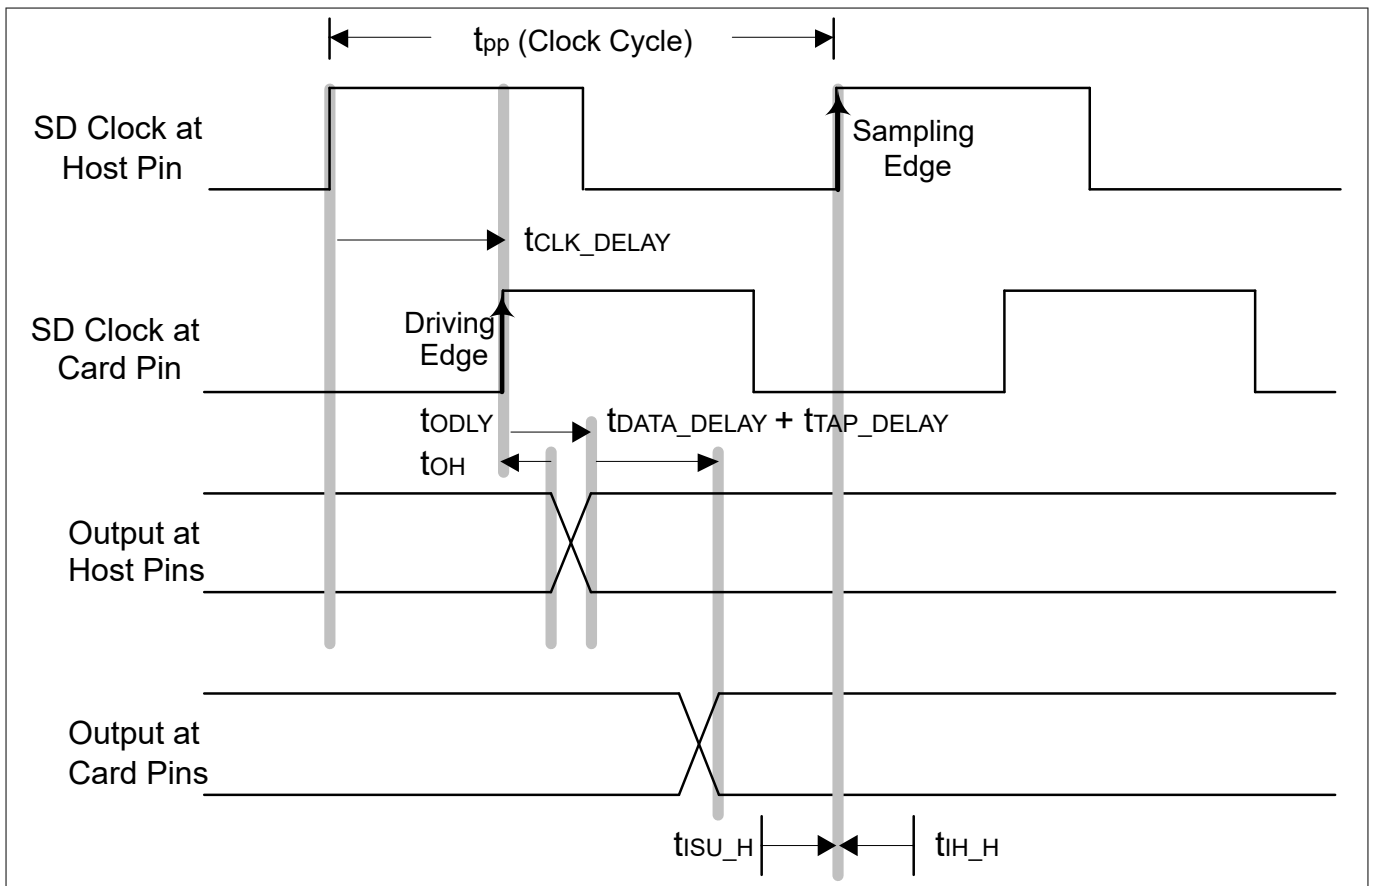 tpp (Clock Cycle)
SD Clock at
Host Pin
Sampling
Edge
tCLK_DELAY
SD Clock at
Card Pin
Driving
Edge
tODLY
tDATA_DELAY + tTAP_DELAY
tOH
Output at
Host Pins
Output at
Card Pins
tISU_H
tIH_H